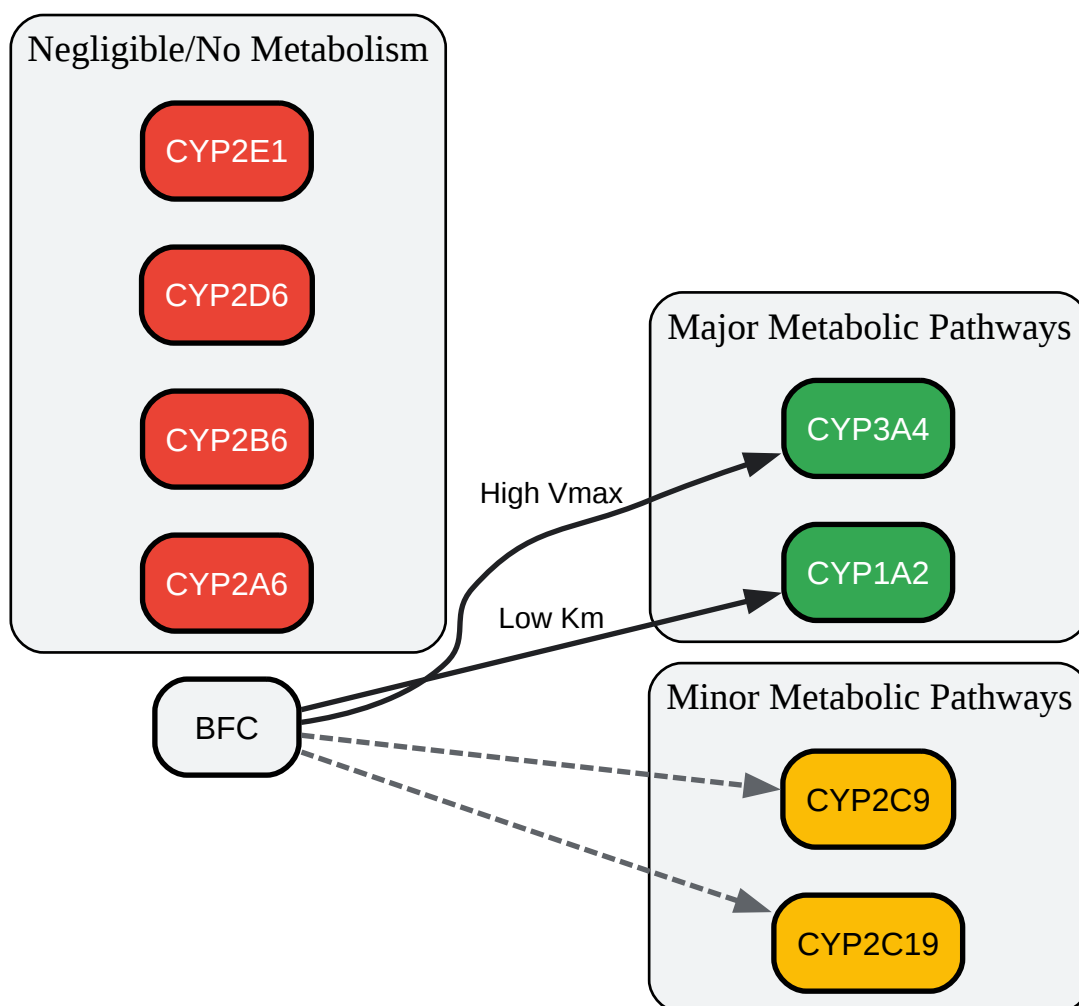 Negligible/No Metabolism
CYP2E1
CYP2D6
CYP2B6
CYP2A6
BFC
High Vmax
Low Km
Major Metabolic Pathways
CYP3A4
CYP1A2
Minor Metabolic Pathways
CYP2C9
CYP2C19